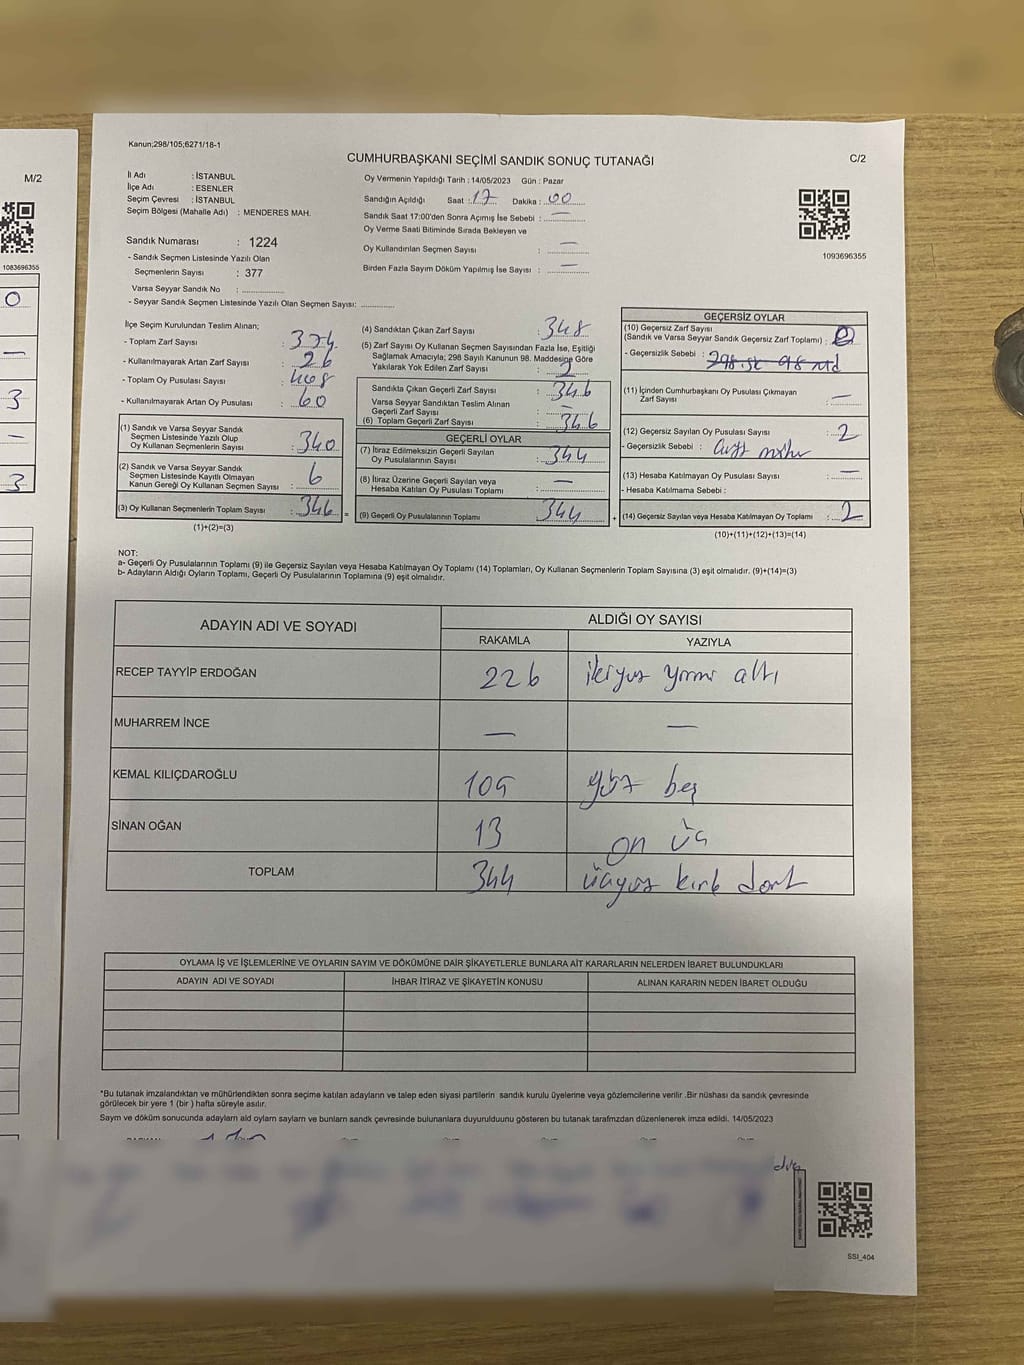 Kanun;298/105;6271/18-1
CUMHURBAŞKANI SEÇİMİ SANDIK SONUÇ TUTANAĞI
C/2
M/2
İl Adı : İSTANBUL
İlçe Adı : ESENLER
Seçim Çevresi : İSTANBUL
Seçim Bölgesi (Mahalle Adı) : MENDERES MAH.
Sandık Numarası : 1224
- Sandık Seçmen Listesinde Yazılı Olan
Seçmenlerin Sayısı : 377
Varsa Seyyar Sandık No :
- Seyyar Sandık Seçmen Listesinde Yazılı Olan Seçmen Sayısı:
Oy Vermenin Yapıldığı Tarih : 14/05/2023 Gün : Pazar
Sandığın Açıldığı Saat : 17 Dakika : 00
Sandık Saat 17:00'den Sonra Açımış İse Sebebi : —
Oy Verme Saati Bitiminde Sırada Bekleyen ve
Oy Kullandırılan Seçmen Sayısı : —
Birden Fazla Sayım Döküm Yapılmış İse Sayısı : —
1093696355
1083696355
0
—
3
—
3
İlçe Seçim Kurulundan Teslim Alınan;
- Toplam Zarf Sayısı : 374
- Kullanılmayarak Artan Zarf Sayısı : 26
- Toplam Oy Pusulası Sayısı : 408
- Kullanılmayarak Artan Oy Pusulası : 60
(1) Sandık ve Varsa Seyyar Sandık
Seçmen Listesinde Yazılı Olup
Oy Kullanan Seçmenlerin Sayısı : 340
(2) Sandık ve Varsa Seyyar Sandık
Seçmen Listesinde Kayıtlı Olmayan
Kanun Gereği Oy Kullanan Seçmen Sayısı : 6
(3) Oy Kullanan Seçmenlerin Toplam Sayısı : 346 =
(1)+(2)=(3)
(4) Sandıktan Çıkan Zarf Sayısı : 348
(5) Zarf Sayısı Oy Kullanan Seçmen Sayısından Fazla İse, Eşitliği
Sağlamak Amacıyla; 298 Sayılı Kanunun 98. Maddesine Göre
Yakılarak Yok Edilen Zarf Sayısı : 2
Sandıkta Çıkan Geçerli Zarf Sayısı : 346
Varsa Seyyar Sandıktan Teslim Alınan
Geçerli Zarf Sayısı : —
(6) Toplam Geçerli Zarf Sayısı : 346
GEÇERLİ OYLAR
(7) İtiraz Edilmeksizin Geçerli Sayılan
Oy Pusulalarının Sayısı : 344
(8) İtiraz Üzerine Geçerli Sayılan veya
Hesaba Katılan Oy Pusulası Toplamı : —
(9) Geçerli Oy Pusulalarının Toplamı : 344 +
GEÇERSİZ OYLAR
(10) Geçersiz Zarf Sayısı
(Sandık ve Varsa Seyyar Sandık Geçersiz Zarf Toplamı) :
- Geçersizlik Sebebi :
(11) İçinden Cumhurbaşkanı Oy Pusulası Çıkmayan
Zarf Sayısı : —
(12) Geçersiz Sayılan Oy Pusulası Sayısı : 2
- Geçersizlik Sebebi :
(13) Hesaba Katılmayan Oy Pusulası Sayısı : —
- Hesaba Katılmama Sebebi :
(14) Geçersiz Sayılan veya Hesaba Katılmayan Oy Toplamı : 2
(10)+(11)+(12)+(13)=(14)
NOT:
a- Geçerli Oy Pusulalarının Toplamı (9) ile Geçersiz Sayılan veya Hesaba Katılmayan Oy Toplamı (14) Toplamları, Oy Kullanan Seçmenlerin Toplam Sayısına (3) eşit olmalıdır. (9)+(14)=(3)
b- Adayların Aldığı Oyların Toplamı, Geçerli Oy Pusulalarının Toplamına (9) eşit olmalıdır.
ADAYIN ADI VE SOYADI
ALDIĞI OY SAYISI
RAKAMLA YAZIYLA
RECEP TAYYİP ERDOĞAN 226 ikiyüz yirmi altı
MUHARREM İNCE — —
KEMAL KILIÇDAROĞLU 105 yüz beş
SİNAN OĞAN 13 on üç
TOPLAM 344 üçyüz kırk dört
OYLAMA İŞ VE İŞLEMLERİNE VE OYLARIN SAYIM VE DÖKÜMÜNE DAİR ŞİKAYETLERLE BUNLARA AİT KARARLARIN NELERDEN İBARET BULUNDUKLARI
ADAYIN ADI VE SOYADI İHBAR İTİRAZ VE ŞİKAYETİN KONUSU ALINAN KARARIN NEDEN İBARET OLDUĞU
*Bu tutanak imzalandıktan ve mühürlendikten sonra seçime katılan adayların ve talep eden siyasi partilerin sandık kurulu üyelerine veya gözlemcilerine verilir .Bir nüshası da sandık çevresinde
görülecek bir yere 1 (bir ) hafta süreyle asılır.
Sayım ve döküm sonucunda adayların ald oyların sayları ve bunların sandk çevresinde bulunanlara duyurulduunu gösteren bu tutanak tarafmzdan düzenlenerek imza edildi. 14/05/2023
SSI_404